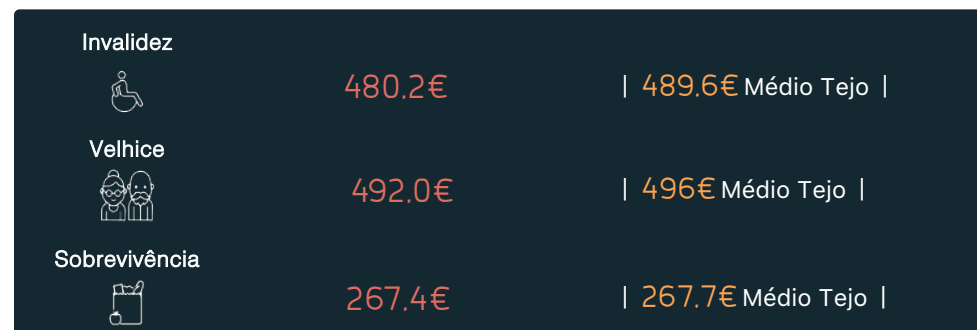 Invalidez
480,2€ | 489,6€ Médio Tejo |
Velhice
492,0€ | 496€ Médio Tejo |
Sobrevivência
267,4€ | 267,7€ Médio Tejo |